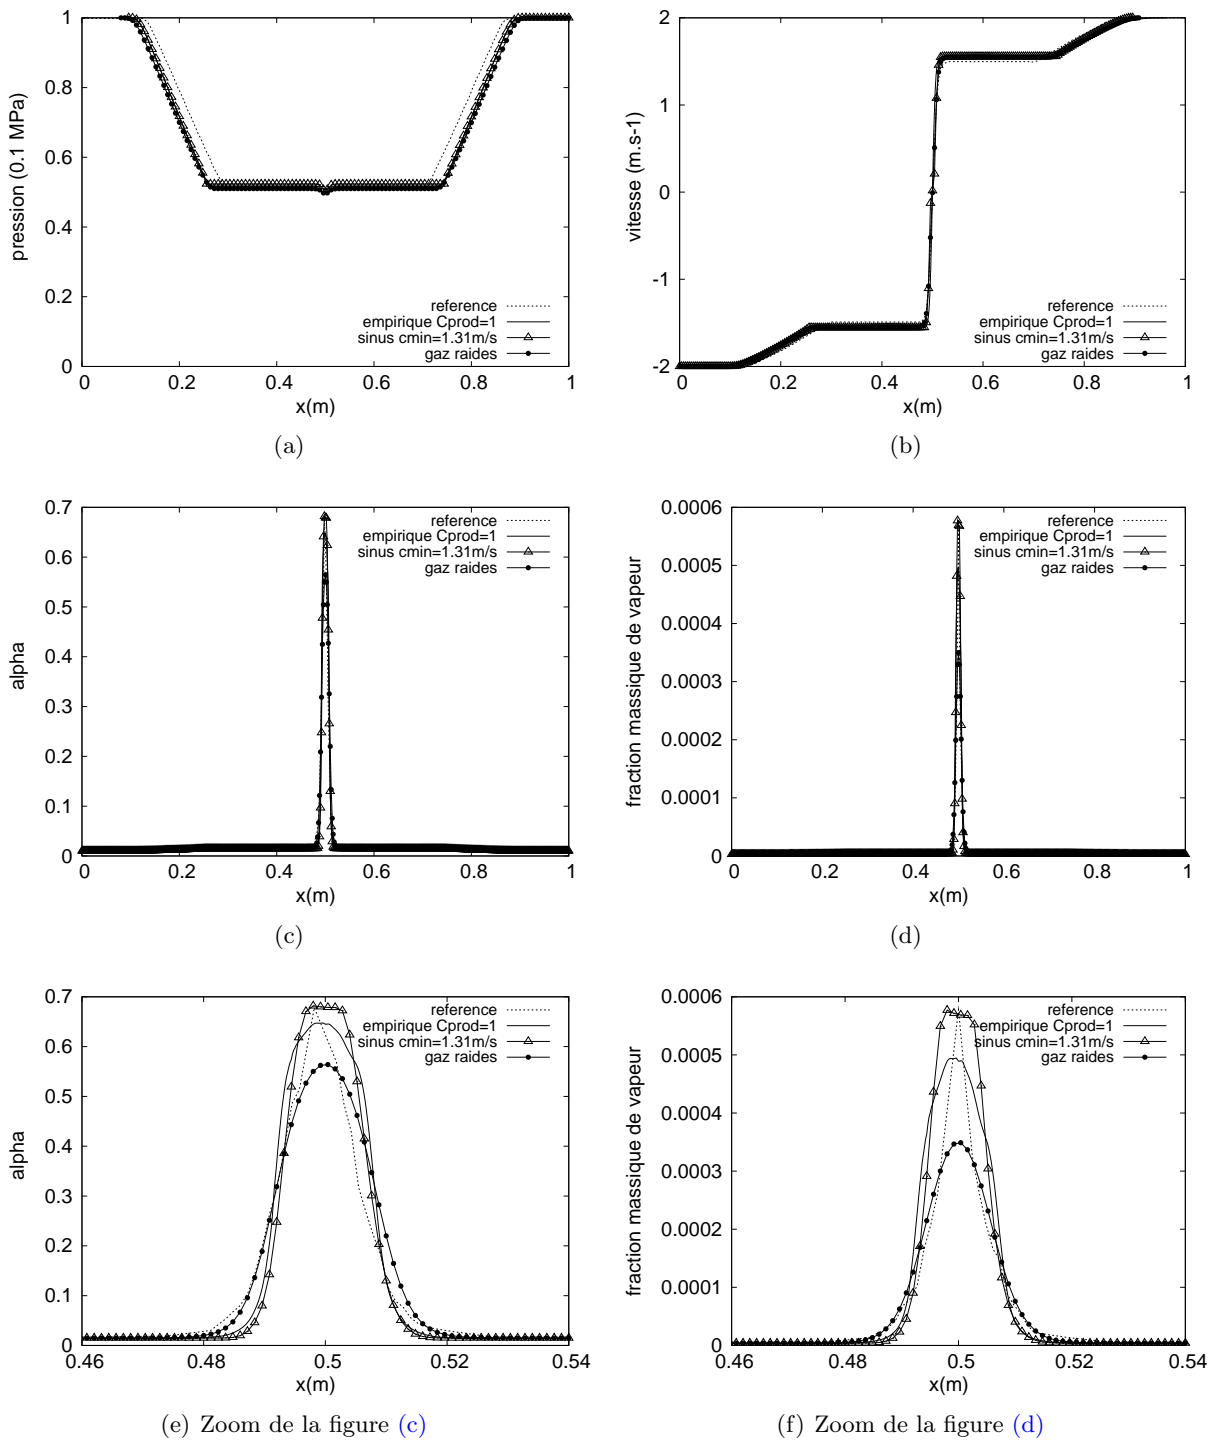 1
0.8
0.6
0.4
0.2
0
pression (0.1 MPa)
reference
empirique Cprod=1
sinus cmin=1.31m/s
gaz raides
0 0.2 0.4 0.6 0.8 1
x(m)
(a)
2
1
0
-1
-2
vitesse (m.s-1)
reference
empirique Cprod=1
sinus cmin=1.31m/s
gaz raides
0 0.2 0.4 0.6 0.8 1
x(m)
(b)
0.7
0.6
0.5
0.4
0.3
0.2
0.1
0
alpha
reference
empirique Cprod=1
sinus cmin=1.31m/s
gaz raides
0 0.2 0.4 0.6 0.8 1
x(m)
(c)
0.0006
0.0005
0.0004
0.0003
0.0002
0.0001
0
fraction massique de vapeur
reference
empirique Cprod=1
sinus cmin=1.31m/s
gaz raides
0 0.2 0.4 0.6 0.8 1
x(m)
(d)
0.7
0.6
0.5
0.4
0.3
0.2
0.1
0
alpha
reference
empirique Cprod=1
sinus cmin=1.31m/s
gaz raides
0.46 0.48 0.5 0.52 0.54
x(m)
(e) Zoom de la figure (c)
0.0006
0.0005
0.0004
0.0003
0.0002
0.0001
0
fraction massique de vapeur
reference
empirique Cprod=1
sinus cmin=1.31m/s
gaz raides
0.46 0.48 0.5 0.52 0.54
x(m)
(f) Zoom de la figure (d)